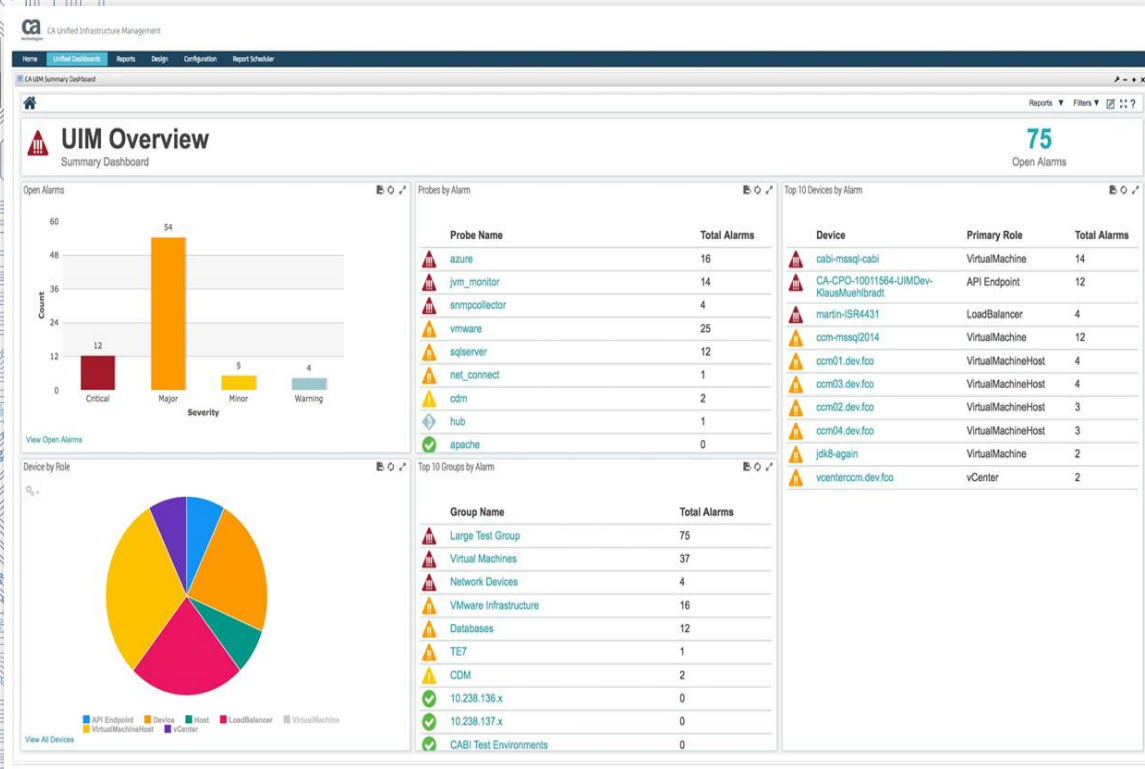 ca
technologies
CA Unified Infrastructure Management
Home Unified Dashboards Reports Design Configuration Report Scheduler
CA UIM Summary Dashboard
Reports Filters ?
UIM Overview
Summary Dashboard
75
Open Alarms
Open Alarms
60
48
36
24
12
0
Count
12
54
5
4
Critical Major Minor Warning
Severity
View Open Alarms
Probes by Alarm
Probe Name Total Alarms
azure 16
jvm_monitor 14
snmpcollector 4
vmware 25
sqlserver 12
net_connect 1
cdm 2
hub 1
apache 0
Top 10 Devices by Alarm
Device Primary Role Total Alarms
cabi-mssql-cabi VirtualMachine 14
CA-CPO-10011564-UIMDev-
KlausMuehlbradt API Endpoint 12
martin-ISR4431 LoadBalancer 4
ccm-mssql2014 VirtualMachine 12
ccm01.dev.fco VirtualMachineHost 4
ccm03.dev.fco VirtualMachineHost 4
ccm02.dev.fco VirtualMachineHost 3
ccm04.dev.fco VirtualMachineHost 3
jdk8-again VirtualMachine 2
vcenterccm.dev.fco vCenter 2
Device by Role
API Endpoint Device Host LoadBalancer VirtualMachine
VirtualMachineHost vCenter
View All Devices
Top 10 Groups by Alarm
Group Name Total Alarms
Large Test Group 75
Virtual Machines 37
Network Devices 4
VMware Infrastructure 16
Databases 12
TE7 1
CDM 2
10.238.136.x 0
10.238.137.x 0
CABI Test Environments 0